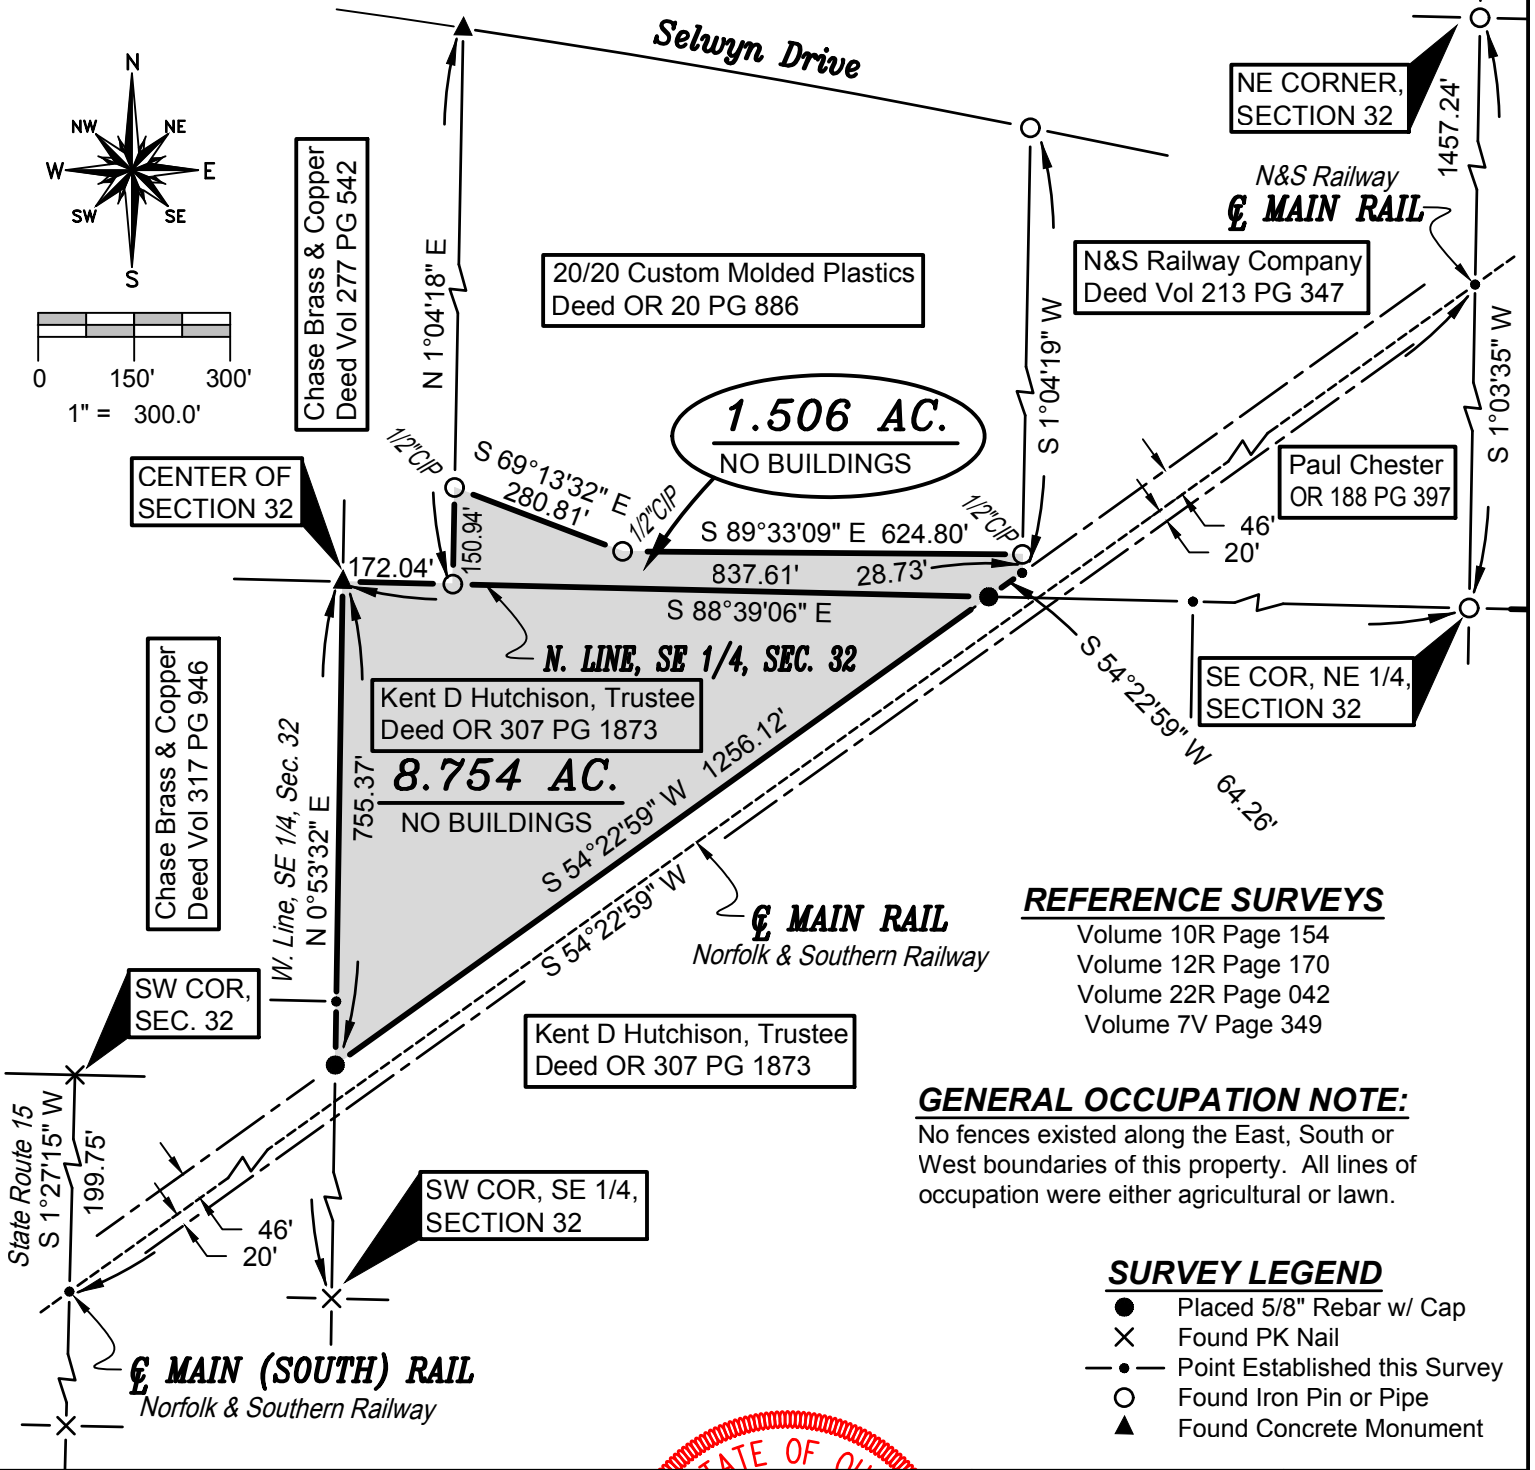 Selwyn Drive
N
NW
NE
W
E
SW
SE
S
0 150' 300'
1" = 300.0'
Chase Brass & Copper
Deed Vol 277 PG 542
N 1°04'18" E
20/20 Custom Molded Plastics
Deed OR 20 PG 886
NE CORNER,
SECTION 32
1457.24'
N&S Railway
℄ MAIN RAIL
N&S Railway Company
Deed Vol 213 PG 347
S 1°04'19" W
S 1°03'35" W
1.506 AC.
NO BUILDINGS
Paul Chester
OR 188 PG 397
46'
20'
CENTER OF
SECTION 32
1/2"CIP
S 69°13'32" E
280.81'
1/2"CIP
1/2"CIP
S 89°33'09" E 624.80'
150.94'
172.04'
837.61'
28.73'
S 88°39'06" E
N. LINE, SE 1/4, SEC. 32
S 54°22'59" W 64.26'
SE COR, NE 1/4,
SECTION 32
Kent D Hutchison, Trustee
Deed OR 307 PG 1873
8.754 AC.
NO BUILDINGS
Chase Brass & Copper
Deed Vol 317 PG 946
W. Line, SE 1/4, Sec. 32
N 0°53'32" E
755.37'
S 54°22'59" W 1256.12'
S 54°22'59" W
℄ MAIN RAIL
Norfolk & Southern Railway
SW COR,
SEC. 32
Kent D Hutchison, Trustee
Deed OR 307 PG 1873
State Route 15
S 1°27'15" W
199.75'
46'
20'
SW COR, SE 1/4,
SECTION 32
℄ MAIN (SOUTH) RAIL
Norfolk & Southern Railway
REFERENCE SURVEYS
Volume 10R Page 154
Volume 12R Page 170
Volume 22R Page 042
Volume 7V Page 349
GENERAL OCCUPATION NOTE:
No fences existed along the East, South or
West boundaries of this property. All lines of
occupation were either agricultural or lawn.
SURVEY LEGEND
Placed 5/8" Rebar w/ Cap
Found PK Nail
Point Established this Survey
Found Iron Pin or Pipe
Found Concrete Monument
OF